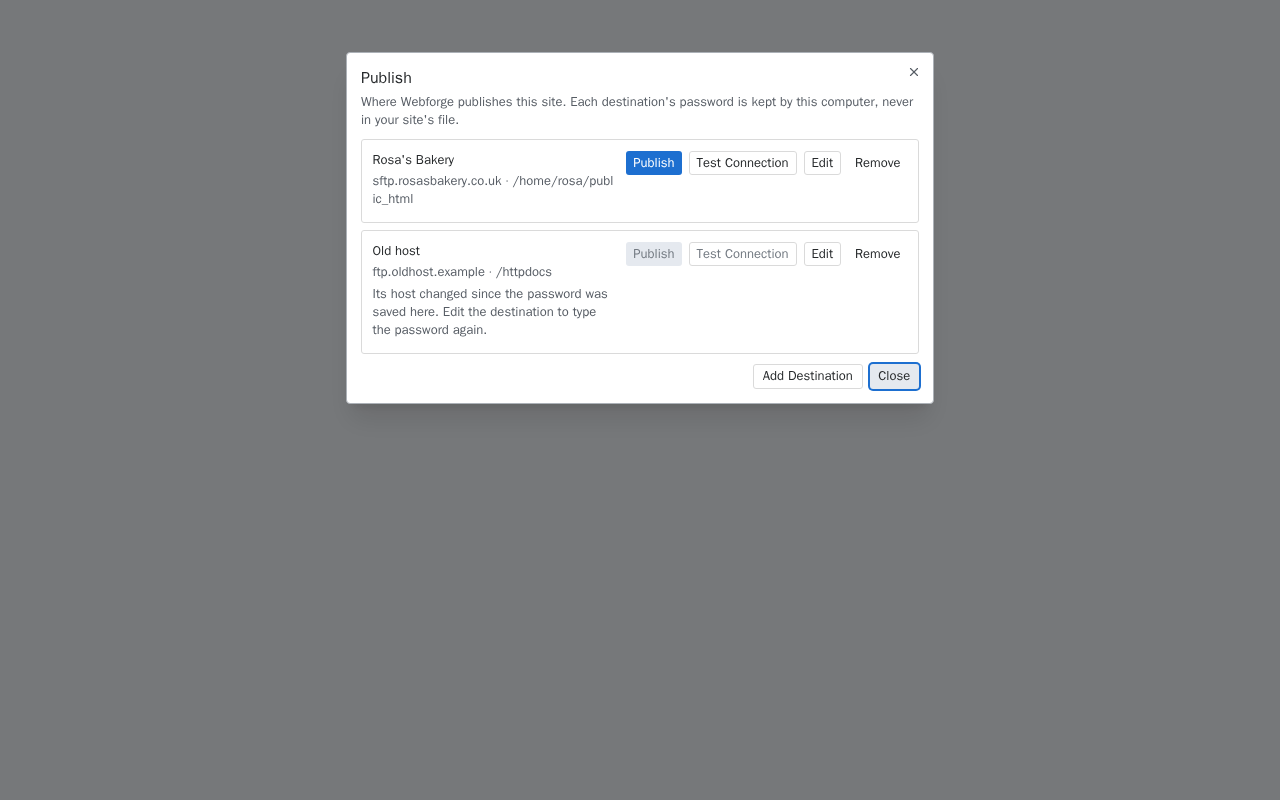 Publish
×
Where Webforge publishes this site. Each destination's password is kept by this computer, never
in your site's file.
Rosa's Bakery
Publish Test Connection Edit Remove
sftp.rosasbakery.co.uk · /home/rosa/publ
ic_html
Old host
Publish Test Connection Edit Remove
ftp.oldhost.example · /httpdocs
Its host changed since the password was
saved here. Edit the destination to type
the password again.
Add Destination Close